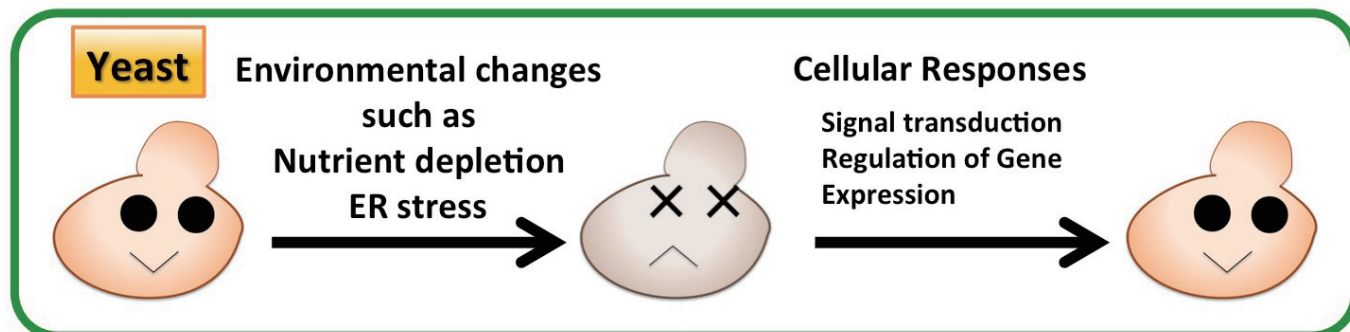 Yeast
Environmental changes
such as
Nutrient depletion
ER stress
Cellular Responses
Signal transduction
Regulation of Gene
Expression